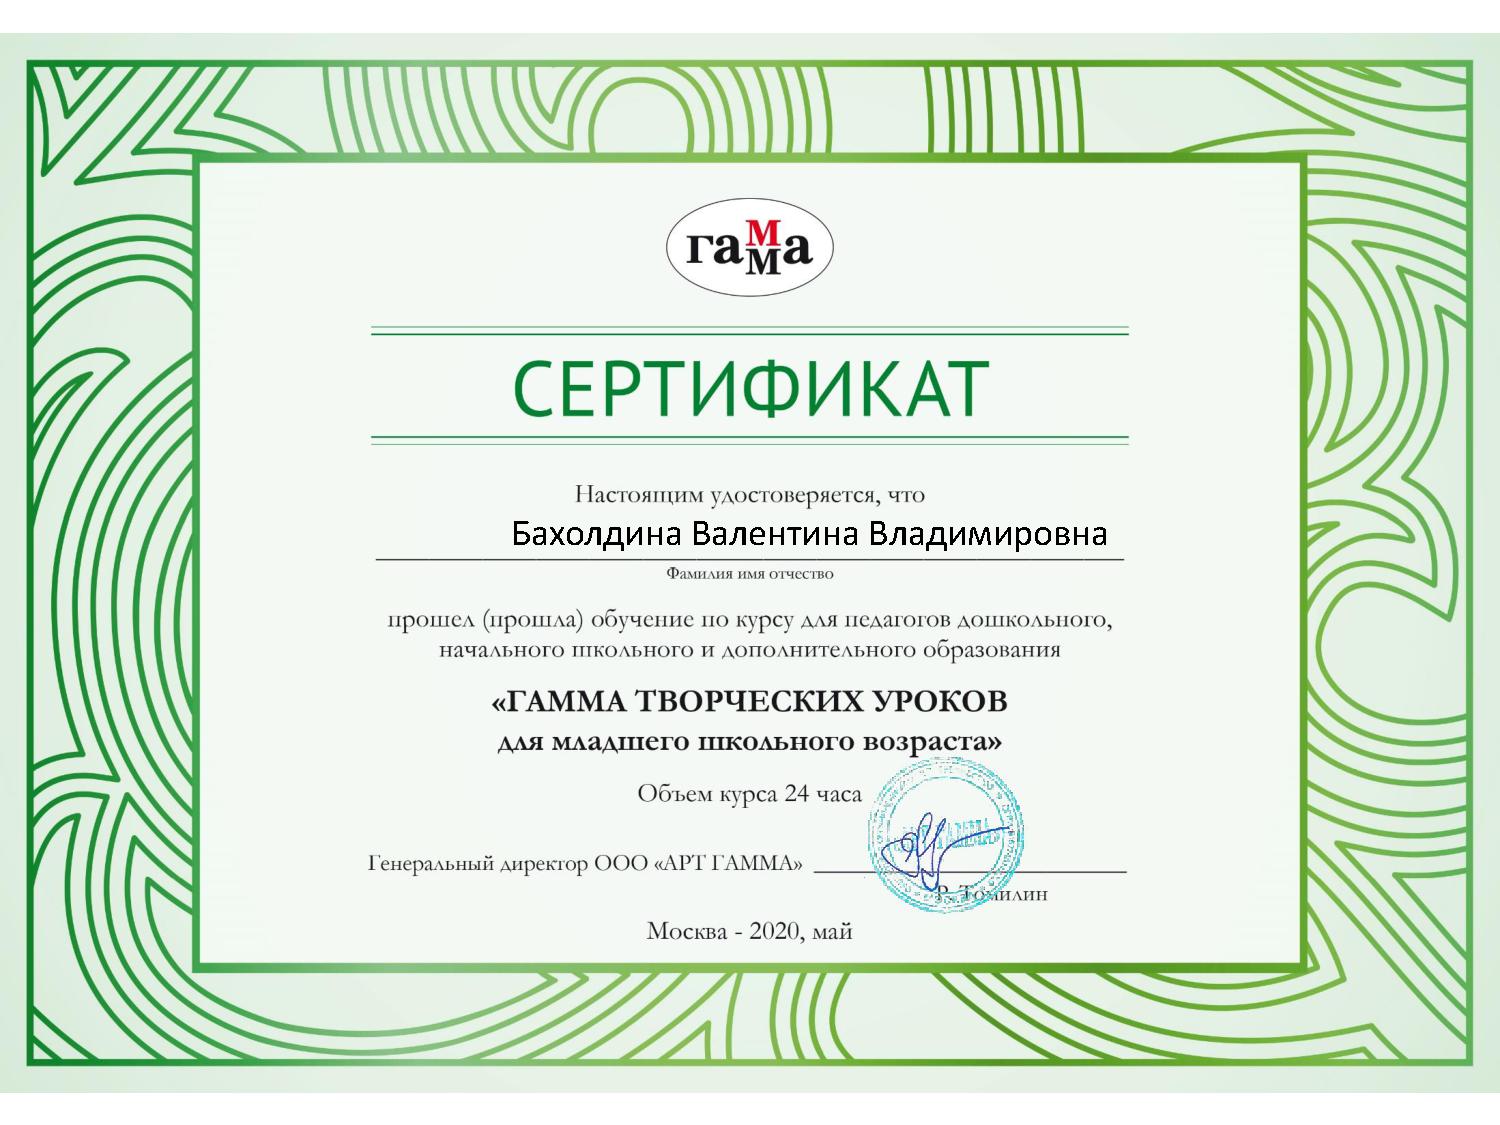 гамма
СЕРТИФИКАТ
Настоящим удостоверяется, что
Бахолдина Валентина Владимировна
Фамилия имя отчество
прошел (прошла) обучение по курсу для педагогов дошкольного,
начального школьного и дополнительного образования
«ГАММА ТВОРЧЕСКИХ УРОКОВ
для младшего школьного возраста»
Объем курса 24 часа
Генеральный директор ООО «АРТ ГАММА»
Р. Томилин
Москва - 2020, май